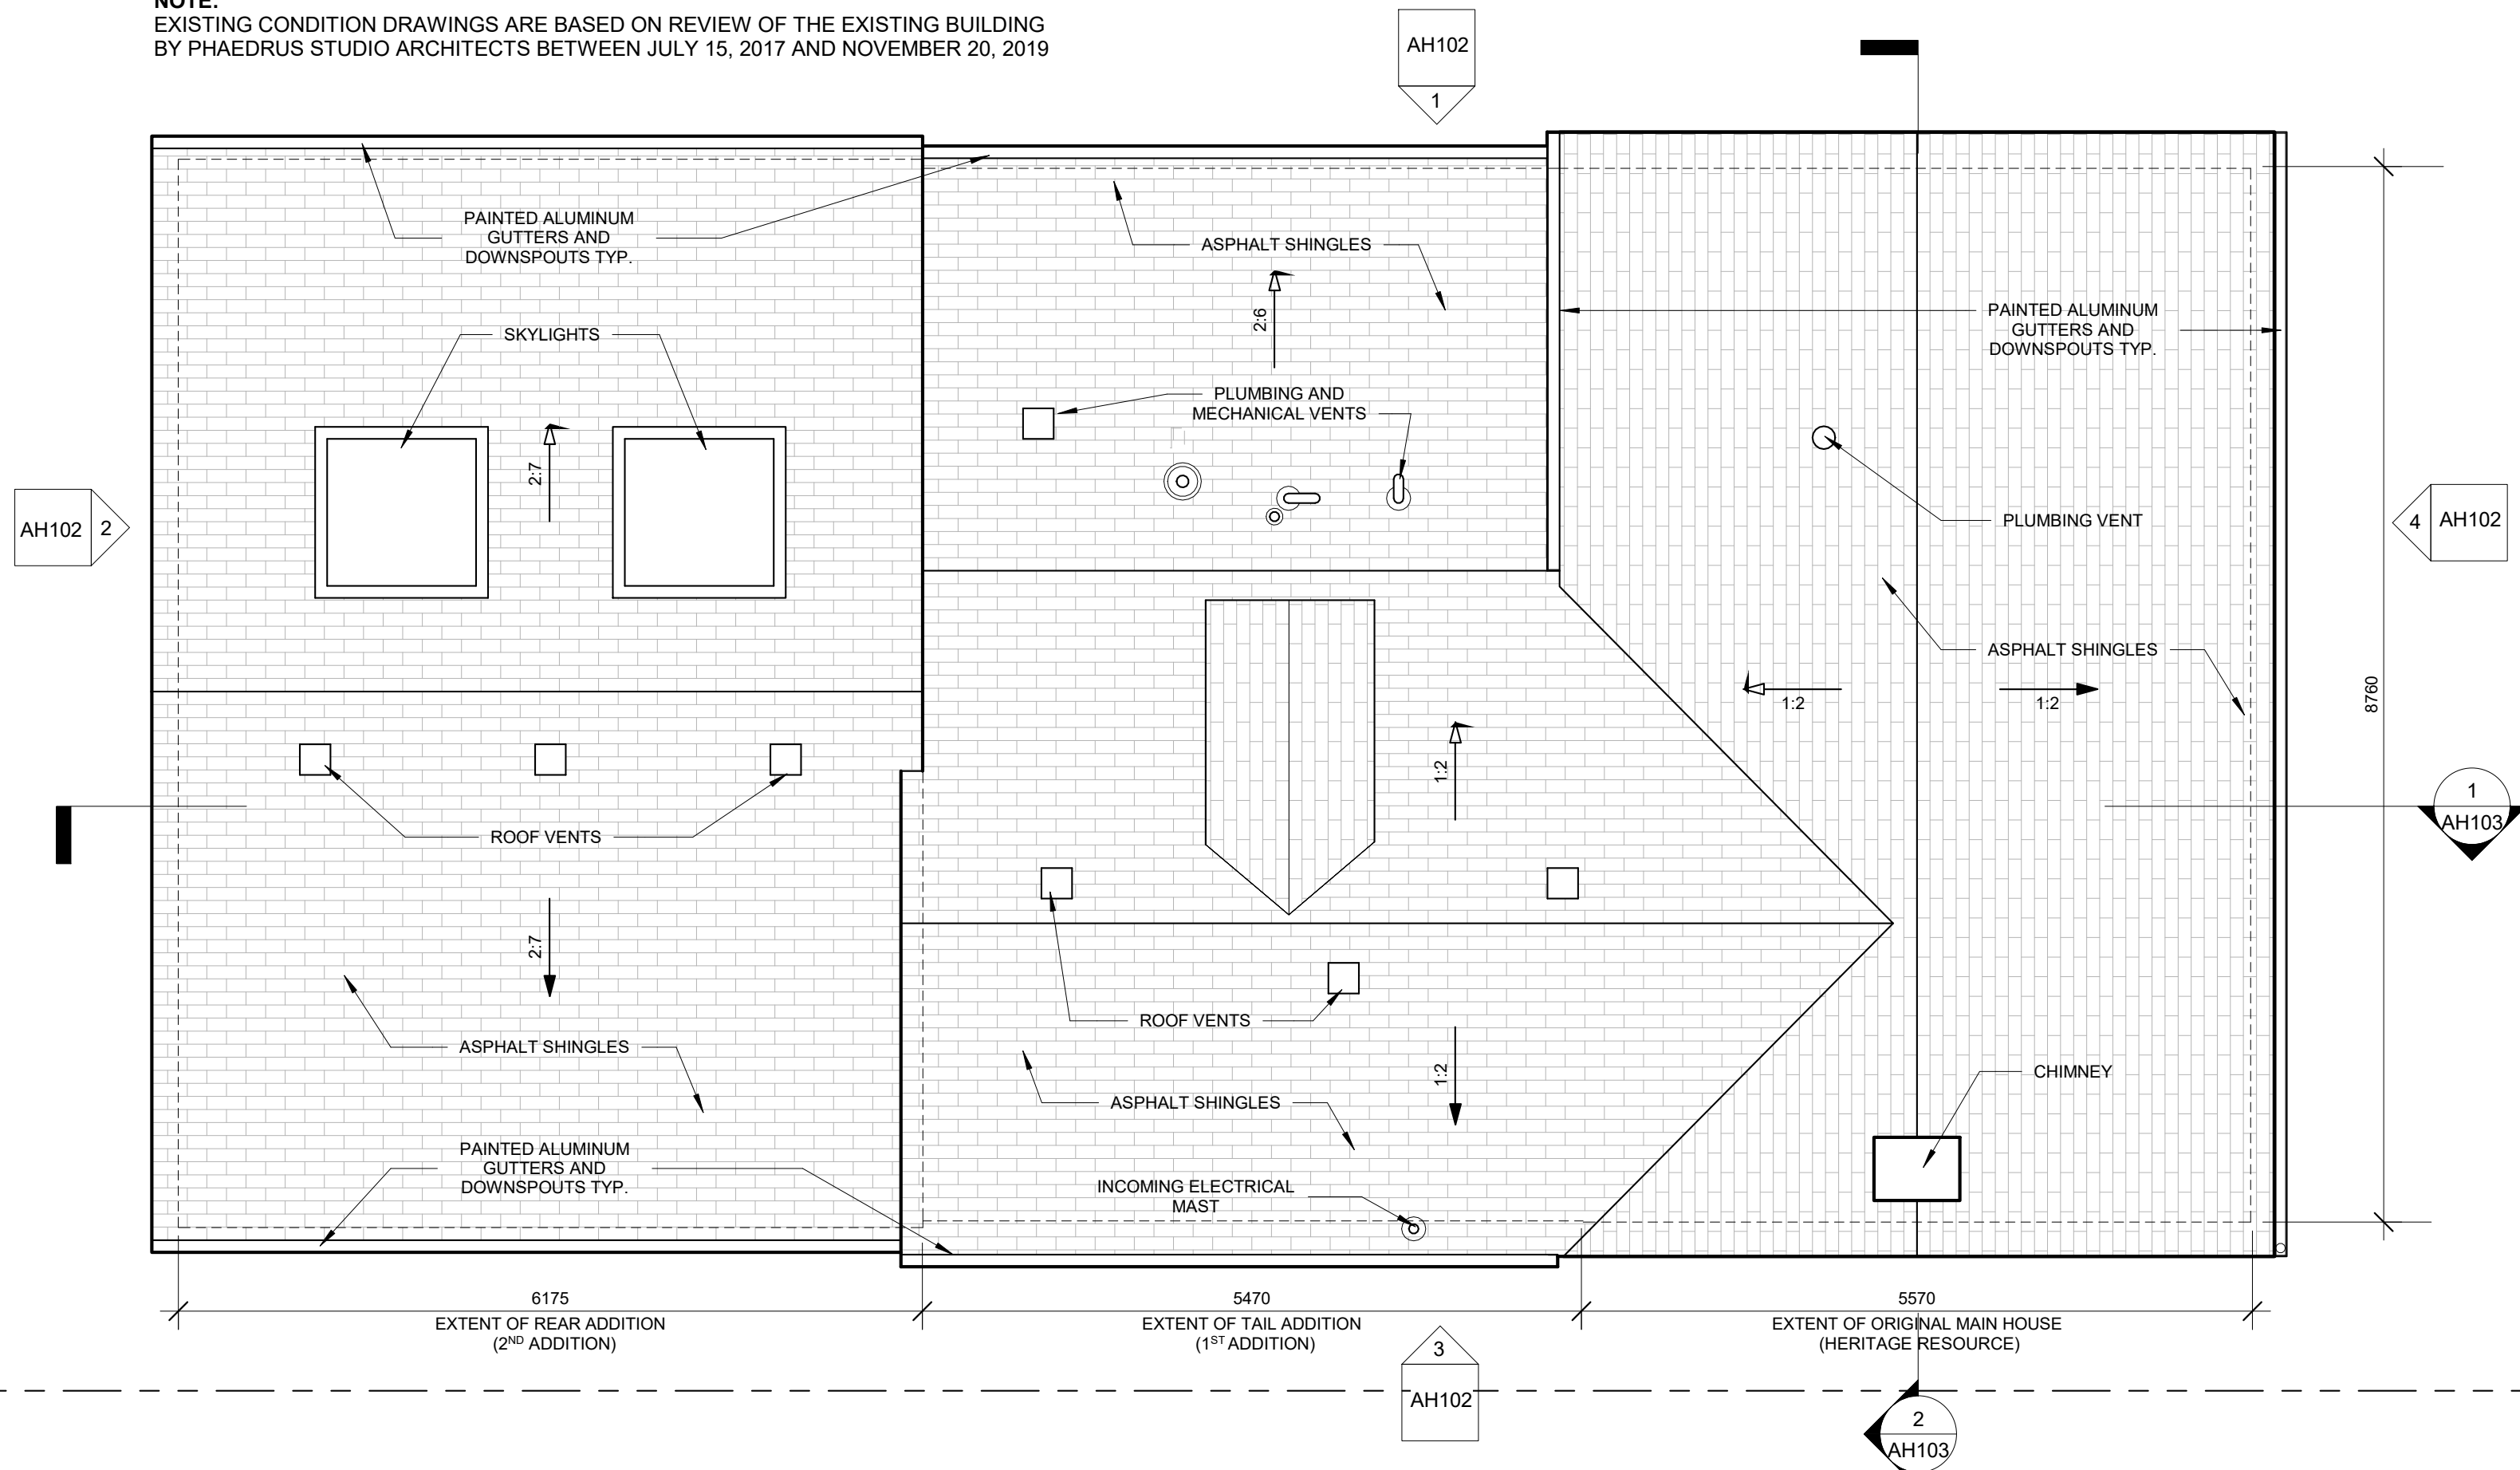 NOTE:
EXISTING CONDITION DRAWINGS ARE BASED ON REVIEW OF THE EXISTING BUILDING
BY PHAEDRUS STUDIO ARCHITECTS BETWEEN JULY 15, 2017 AND NOVEMBER 20, 2019
AH102
1
PAINTED ALUMINUM
GUTTERS AND
DOWNSPOUTS TYP.
ASPHALT SHINGLES
2:6
PAINTED ALUMINUM
GUTTERS AND
DOWNSPOUTS TYP.
SKYLIGHTS
PLUMBING AND
MECHANICAL VENTS
2:7
AH102
2
PLUMBING VENT
4
AH102
ASPHALT SHINGLES
8760
1:2
1:2
1:2
ROOF VENTS
1
AH103
2:7
ROOF VENTS
ASPHALT SHINGLES
1:2
CHIMNEY
ASPHALT SHINGLES
PAINTED ALUMINUM
GUTTERS AND
DOWNSPOUTS TYP.
INCOMING ELECTRICAL
MAST
6175
EXTENT OF REAR ADDITION
(2ND ADDITION)
5470
EXTENT OF TAIL ADDITION
(1ST ADDITION)
5570
EXTENT OF ORIGINAL MAIN HOUSE
(HERITAGE RESOURCE)
3
AH102
2
AH103